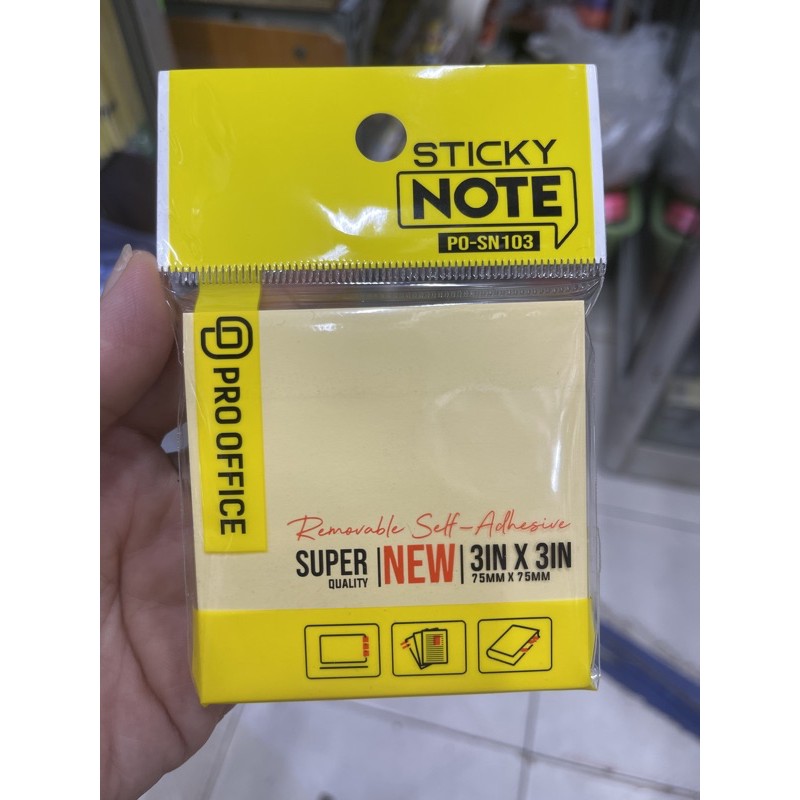 STICKY
NOTE
PO-SN103
PRO OFFICE
Removable Self-Adhesive
SUPER
QUALITY
NEW
3IN X 3IN
75MM X 75MM